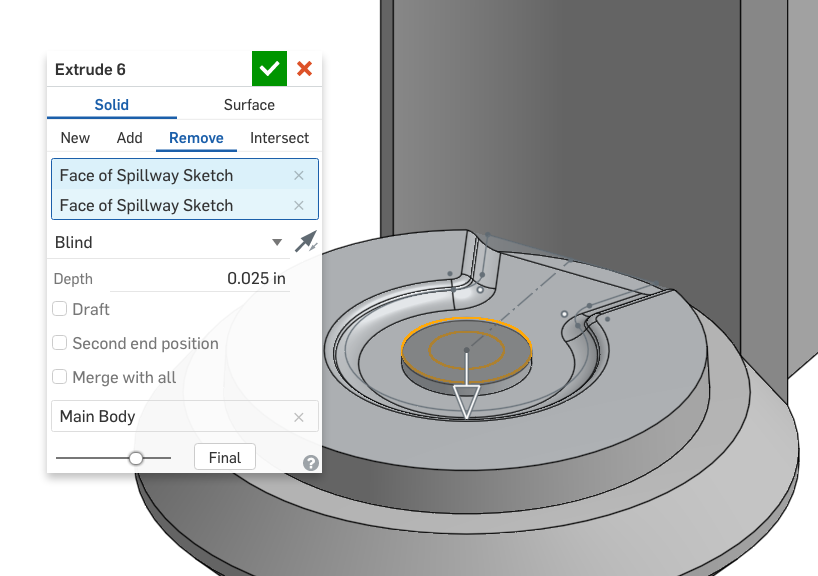 Extrude 6
Solid Surface
New Add Remove Intersect
Face of Spillway Sketch
Face of Spillway Sketch
Blind
Depth 0.025 in
Draft
Second end position
Merge with all
Main Body
Final
?